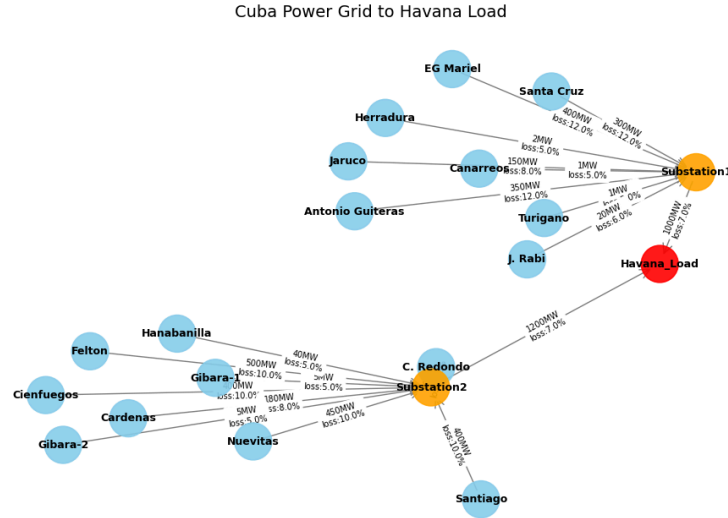 Cuba Power Grid to Havana Load
EG Mariel
Santa Cruz
400MW
loss:12.0%
300MW
loss:12.0%
Herradura
2MW
loss:5.0%
Jaruco
Canarreos
150MW
loss:8.0%
1MW
loss:5.0%
Substation1
350MW
loss:12.0%
Antonio Guiteras
1MW
Turigano
20MW
loss:6.0%
1000MW
loss:7.0%
J. Rabi
Havana_Load
1200MW
loss:7.0%
Hanabanilla
40MW
loss:5.0%
Felton
500MW
loss:10.0%
C. Redondo
Gibara-1
5MW
loss:5.0%
Substation2
Cienfuegos
loss:10.0%
180MW
Cardenas
5MW
loss:5.0%
450MW
loss:10.0%
Gibara-2
Nuevitas
400MW
loss:10.0%
Santiago